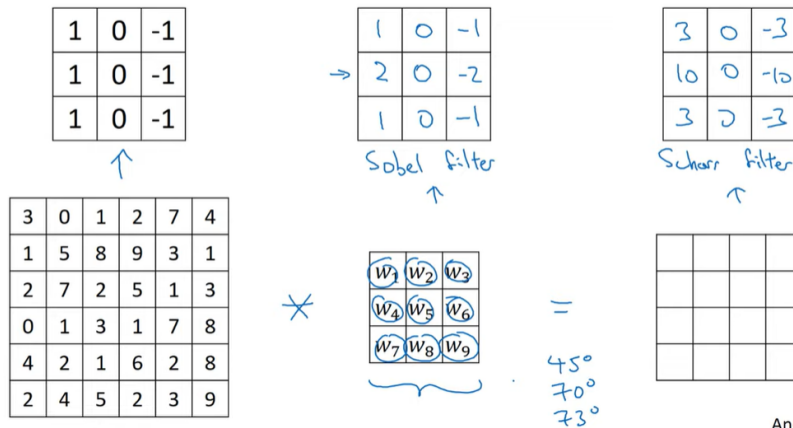 1 0 -1
1 0 -1
1 0 -1
1 0 -1
→ 2 0 -2
1 0 -1
Sobel filter
3 0 -3
10 0 -10
3 0 -3
Scharr filter
3 0 1 2 7 4
1 5 8 9 3 1
2 7 2 5 1 3
0 1 3 1 7 8
4 2 1 6 2 8
2 4 5 2 3 9
*
w1 w2 w3
w4 w5 w6
w7 w8 w9
=
45°
70°
73°
An